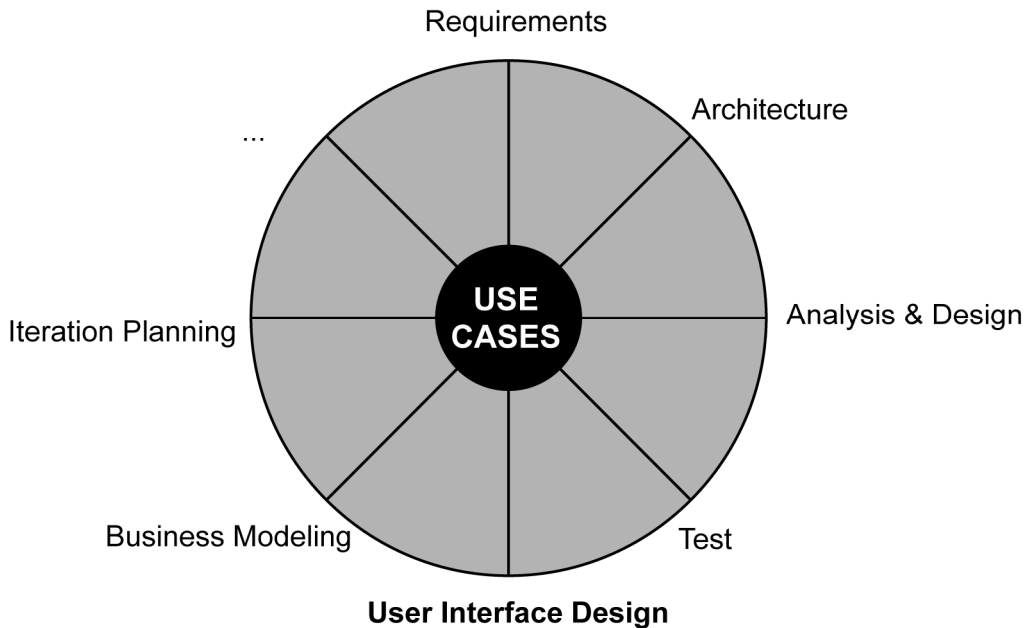 Requirements
Architecture
...
USE
CASES
Analysis & Design
Iteration Planning
Business Modeling
Test
User Interface Design